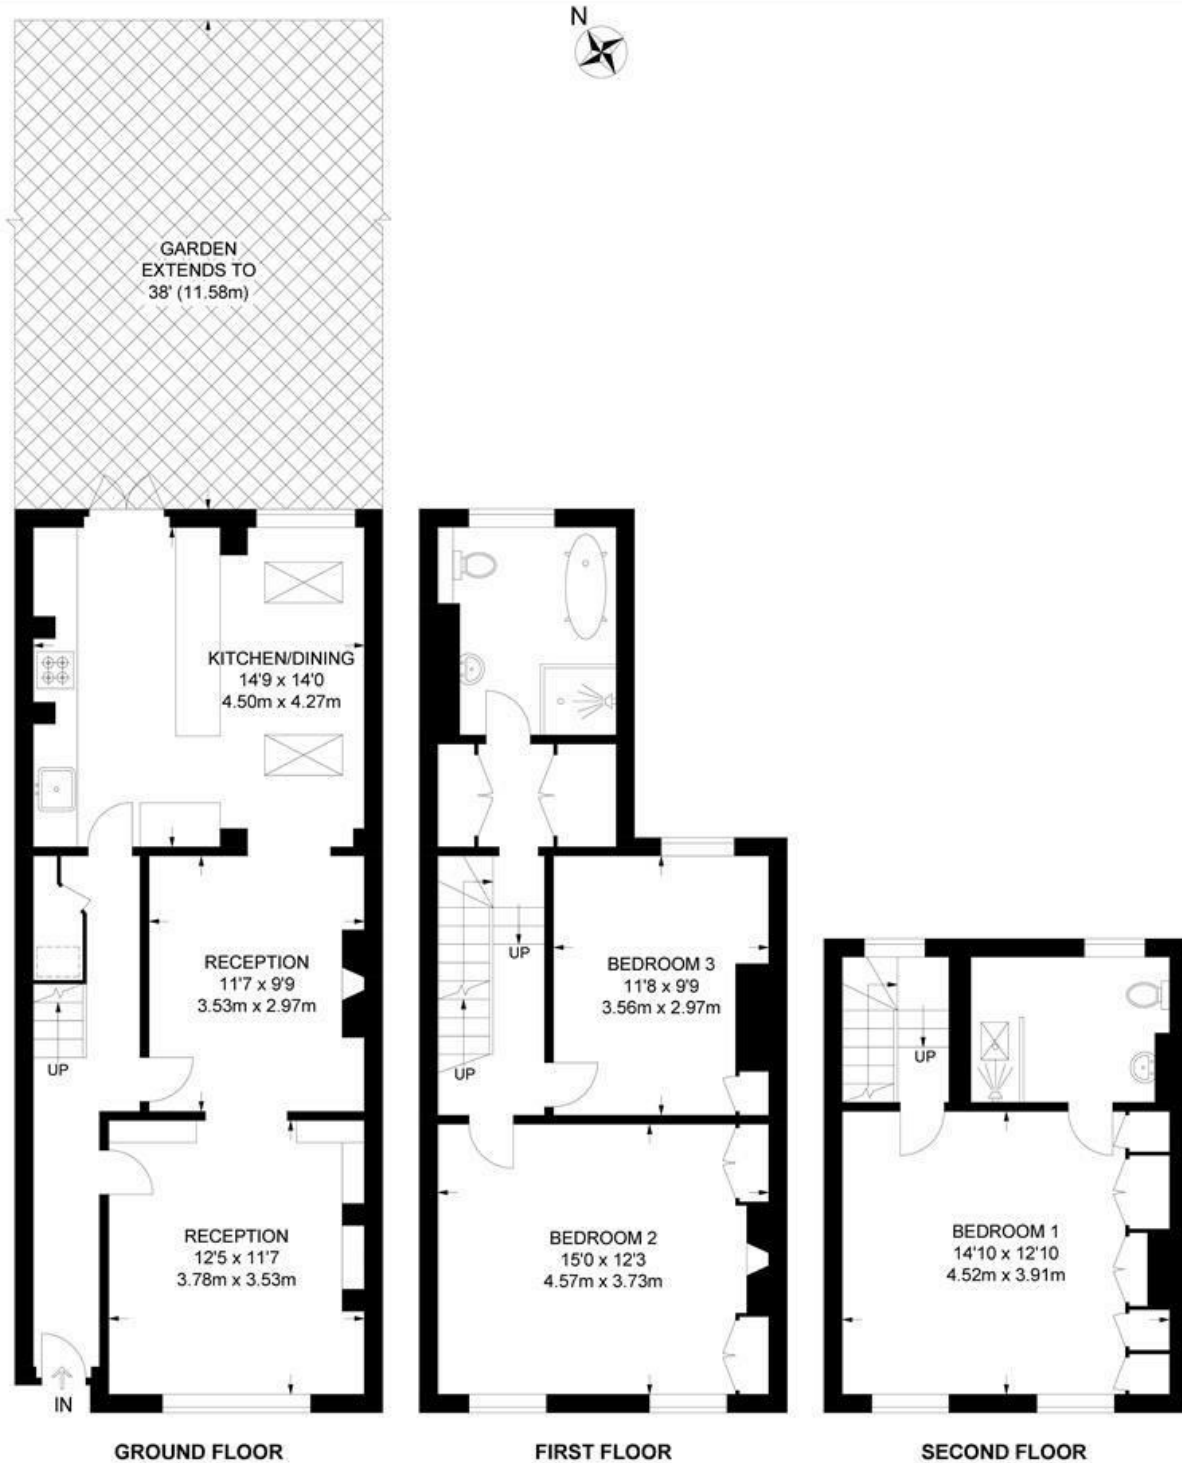 N
GARDEN
EXTENDS TO
38' (11.58m)
KITCHEN/DINING
14'9 x 14'0
4.50m x 4.27m
RECEPTION
11'7 x 9'9
3.53m x 2.97m
UP
RECEPTION
12'5 x 11'7
3.78m x 3.53m
IN
GROUND FLOOR
UP
BEDROOM 3
11'8 x 9'9
3.56m x 2.97m
UP
BEDROOM 2
15'0 x 12'3
4.57m x 3.73m
FIRST FLOOR
UP
BEDROOM 1
14'10 x 12'10
4.52m x 3.91m
SECOND FLOOR